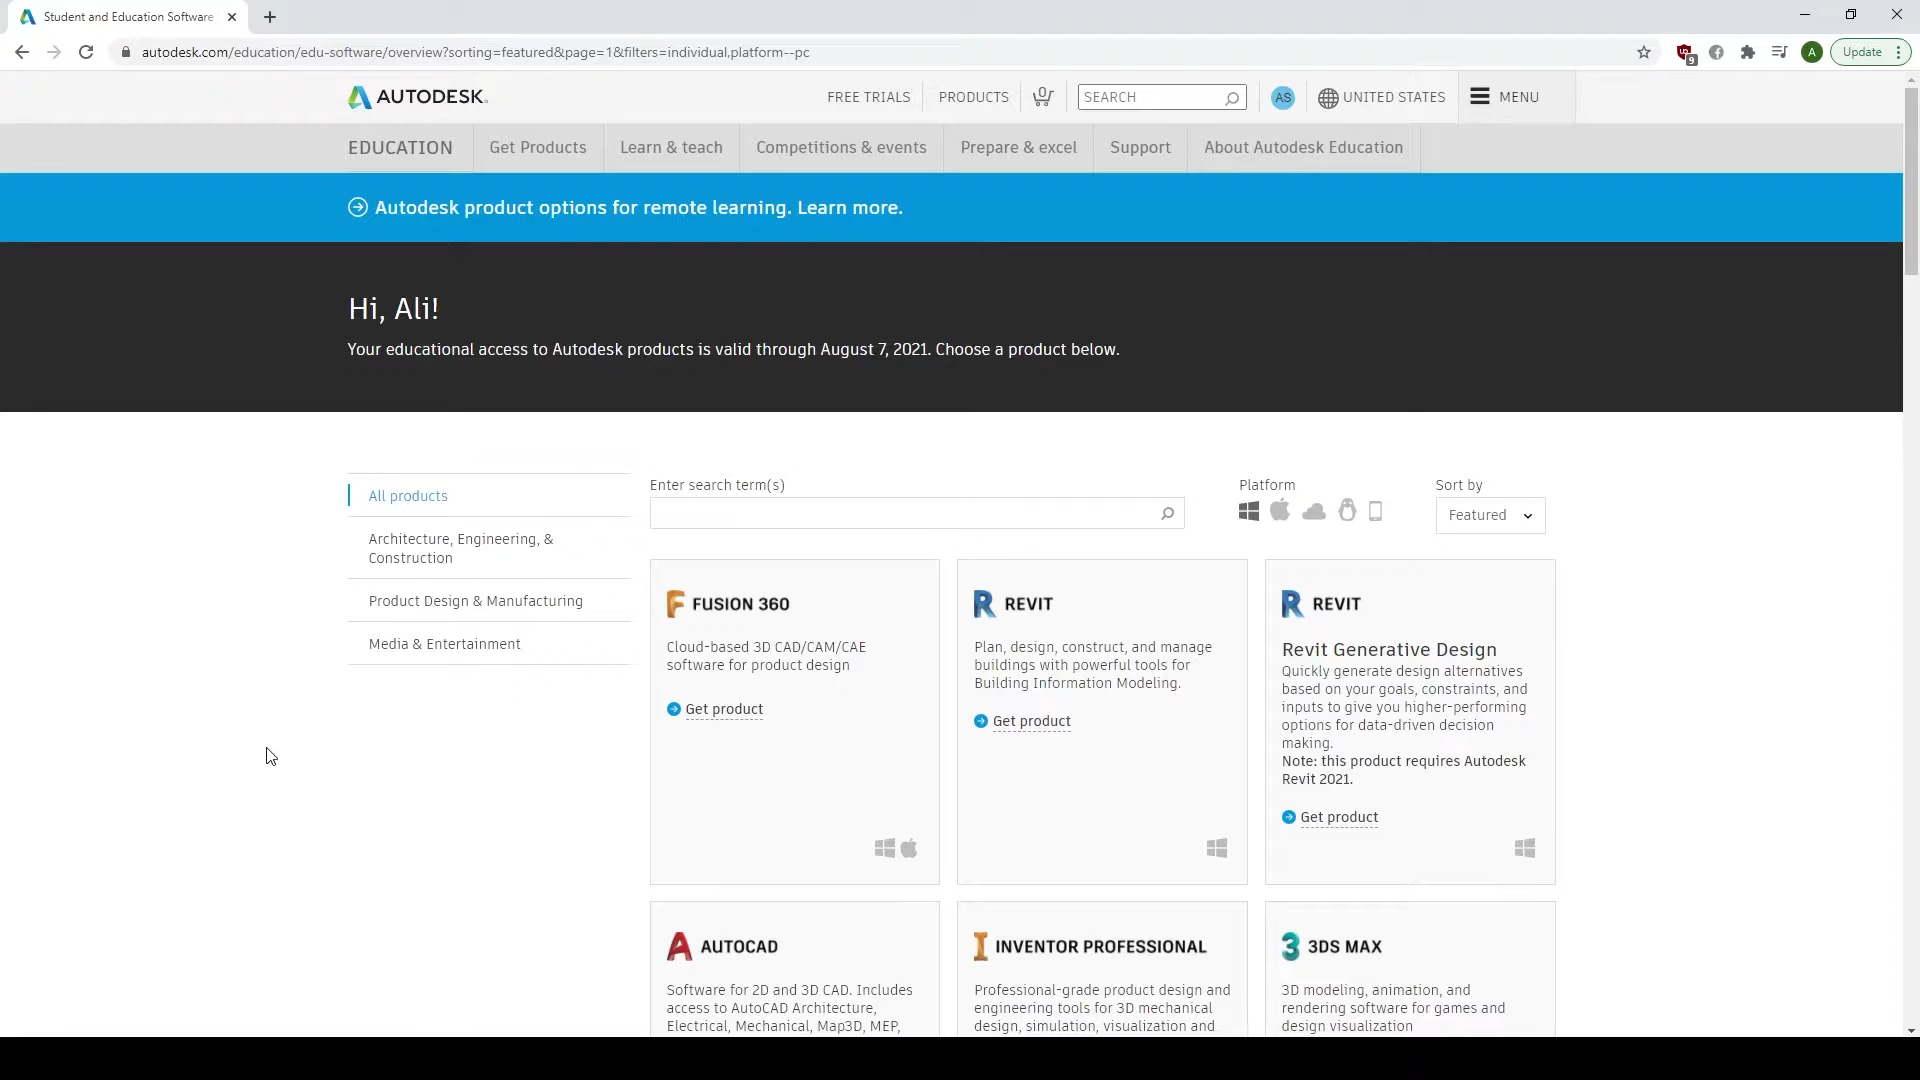 Student and Education Software
autodesk.com/education/edu-software/overview?sorting=featured&page=1&filters=individual,platform--pc
9
A
Update
AUTODESK.
FREE TRIALS
PRODUCTS
0
SEARCH
AS
UNITED STATES
MENU
EDUCATION
Get Products
Learn & teach
Competitions & events
Prepare & excel
Support
About Autodesk Education
Autodesk product options for remote learning. Learn more.
Hi, Ali!
Your educational access to Autodesk products is valid through August 7, 2021. Choose a product below.
All products
Architecture, Engineering, &
Construction
Product Design & Manufacturing
Media & Entertainment
Enter search term(s)
Platform
Sort by
Featured
F FUSION 360
Cloud-based 3D CAD/CAM/CAE
software for product design
Get product
R REVIT
Plan, design, construct, and manage
buildings with powerful tools for
Building Information Modeling.
Get product
R REVIT
Revit Generative Design
Quickly generate design alternatives
based on your goals, constraints, and
inputs to give you higher-performing
options for data-driven decision
making.
Note: this product requires Autodesk
Revit 2021.
Get product
A AUTOCAD
Software for 2D and 3D CAD. Includes
access to AutoCAD Architecture,
Electrical, Mechanical, Map3D, MEP,
I INVENTOR PROFESSIONAL
Professional-grade product design and
engineering tools for 3D mechanical
design, simulation, visualization and
3 3DS MAX
3D modeling, animation, and
rendering software for games and
design visualization